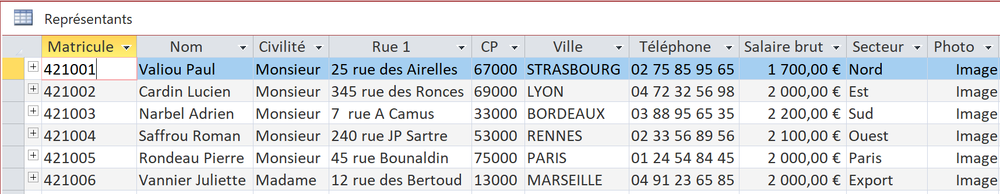 Représentants
Matricule Nom Civilité Rue 1 CP Ville Téléphone Salaire brut Secteur Photo
421001 Valiou Paul Monsieur 25 rue des Airelles 67000 STRASBOURG 02 75 85 95 65 1 700,00 € Nord Image
421002 Cardin Lucien Monsieur 345 rue des Ronces 69000 LYON 04 72 32 56 98 2 000,00 € Est Image
421003 Narbel Adrien Monsieur 7  rue A Camus 33000 BORDEAUX 03 88 95 65 35 2 200,00 € Sud Image
421004 Saffrou Roman Monsieur 240 rue JP Sartre 53000 RENNES 02 33 56 89 56 2 100,00 € Ouest Image
421005 Rondeau Pierre Monsieur 45 rue Bounaldin 75000 PARIS 01 24 54 84 45 2 000,00 € Paris Image
421006 Vannier Juliette Madame 12 rue des Bertoud 13000 MARSEILLE 04 91 23 65 85 2 000,00 € Export Image